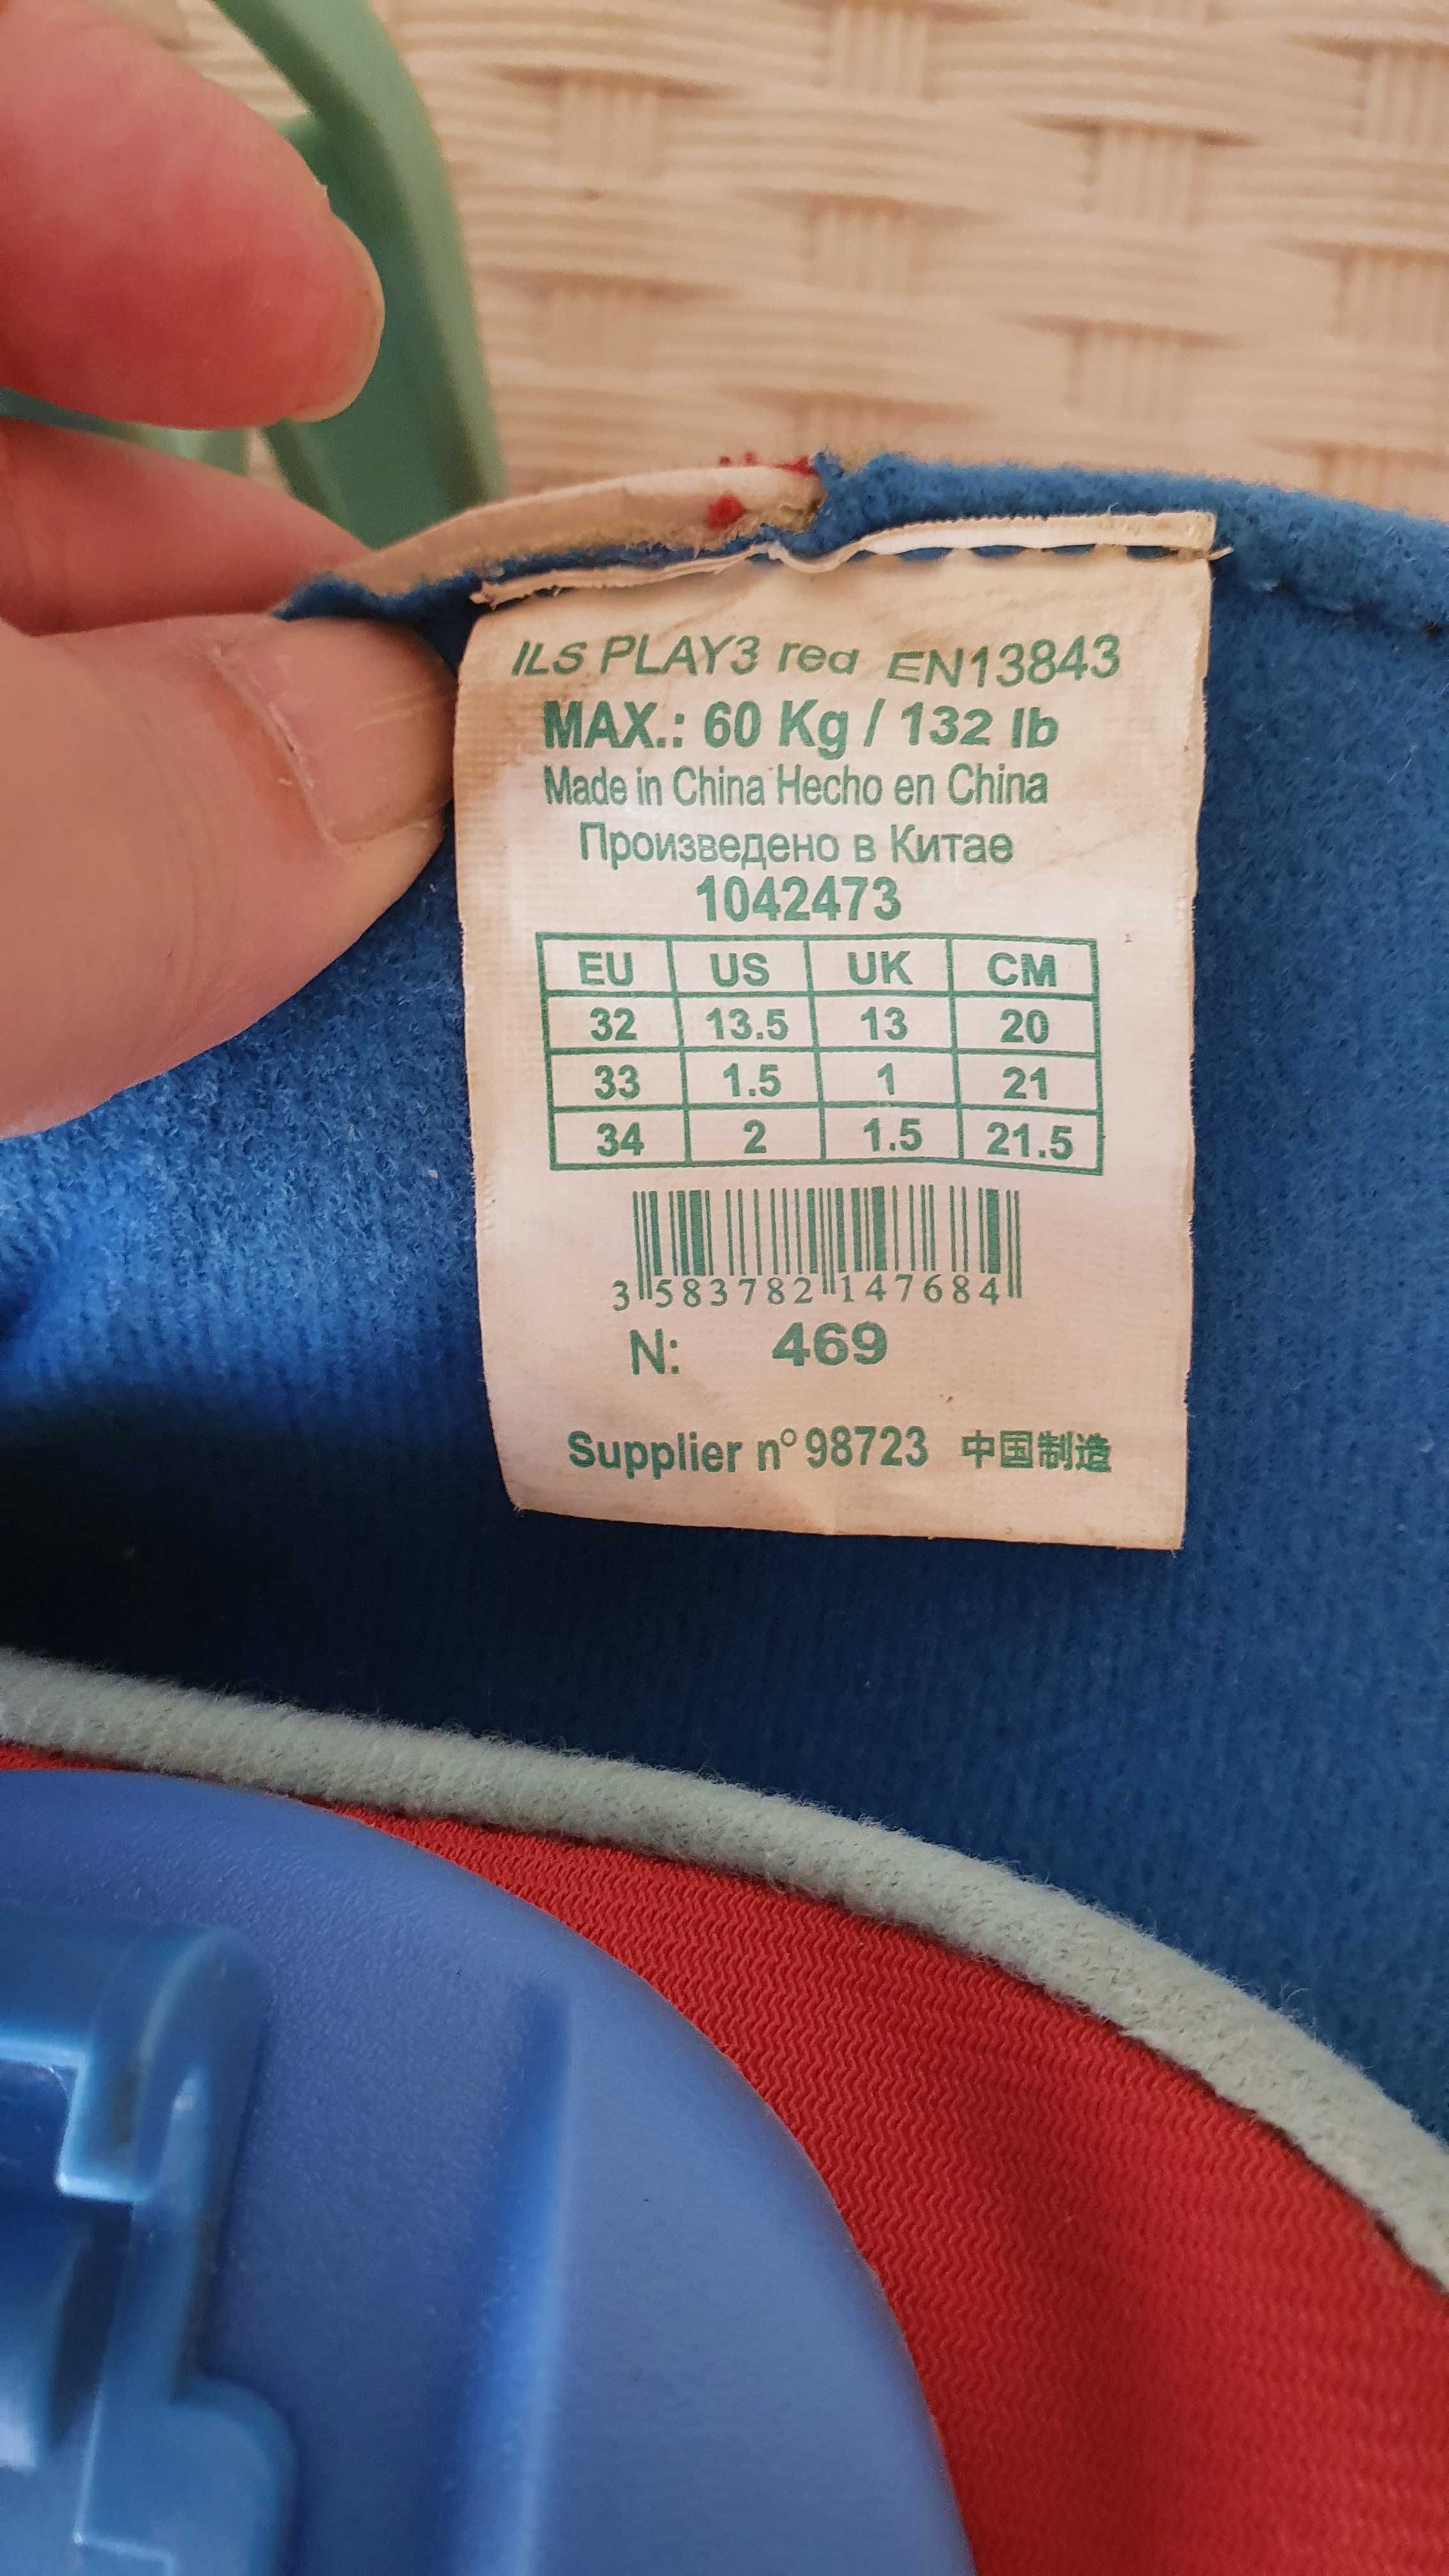 ILS PLAY3 red EN13843
MAX.: 60 Kg / 132 lb
Made in China Hecho en China
Произведено в Китае
1042473
EU US UK CM
32 13.5 13 20
33 1.5 1 21
34 2 1.5 21.5
3 583782 147684
N: 469
Supplier nº 98723 中国制造